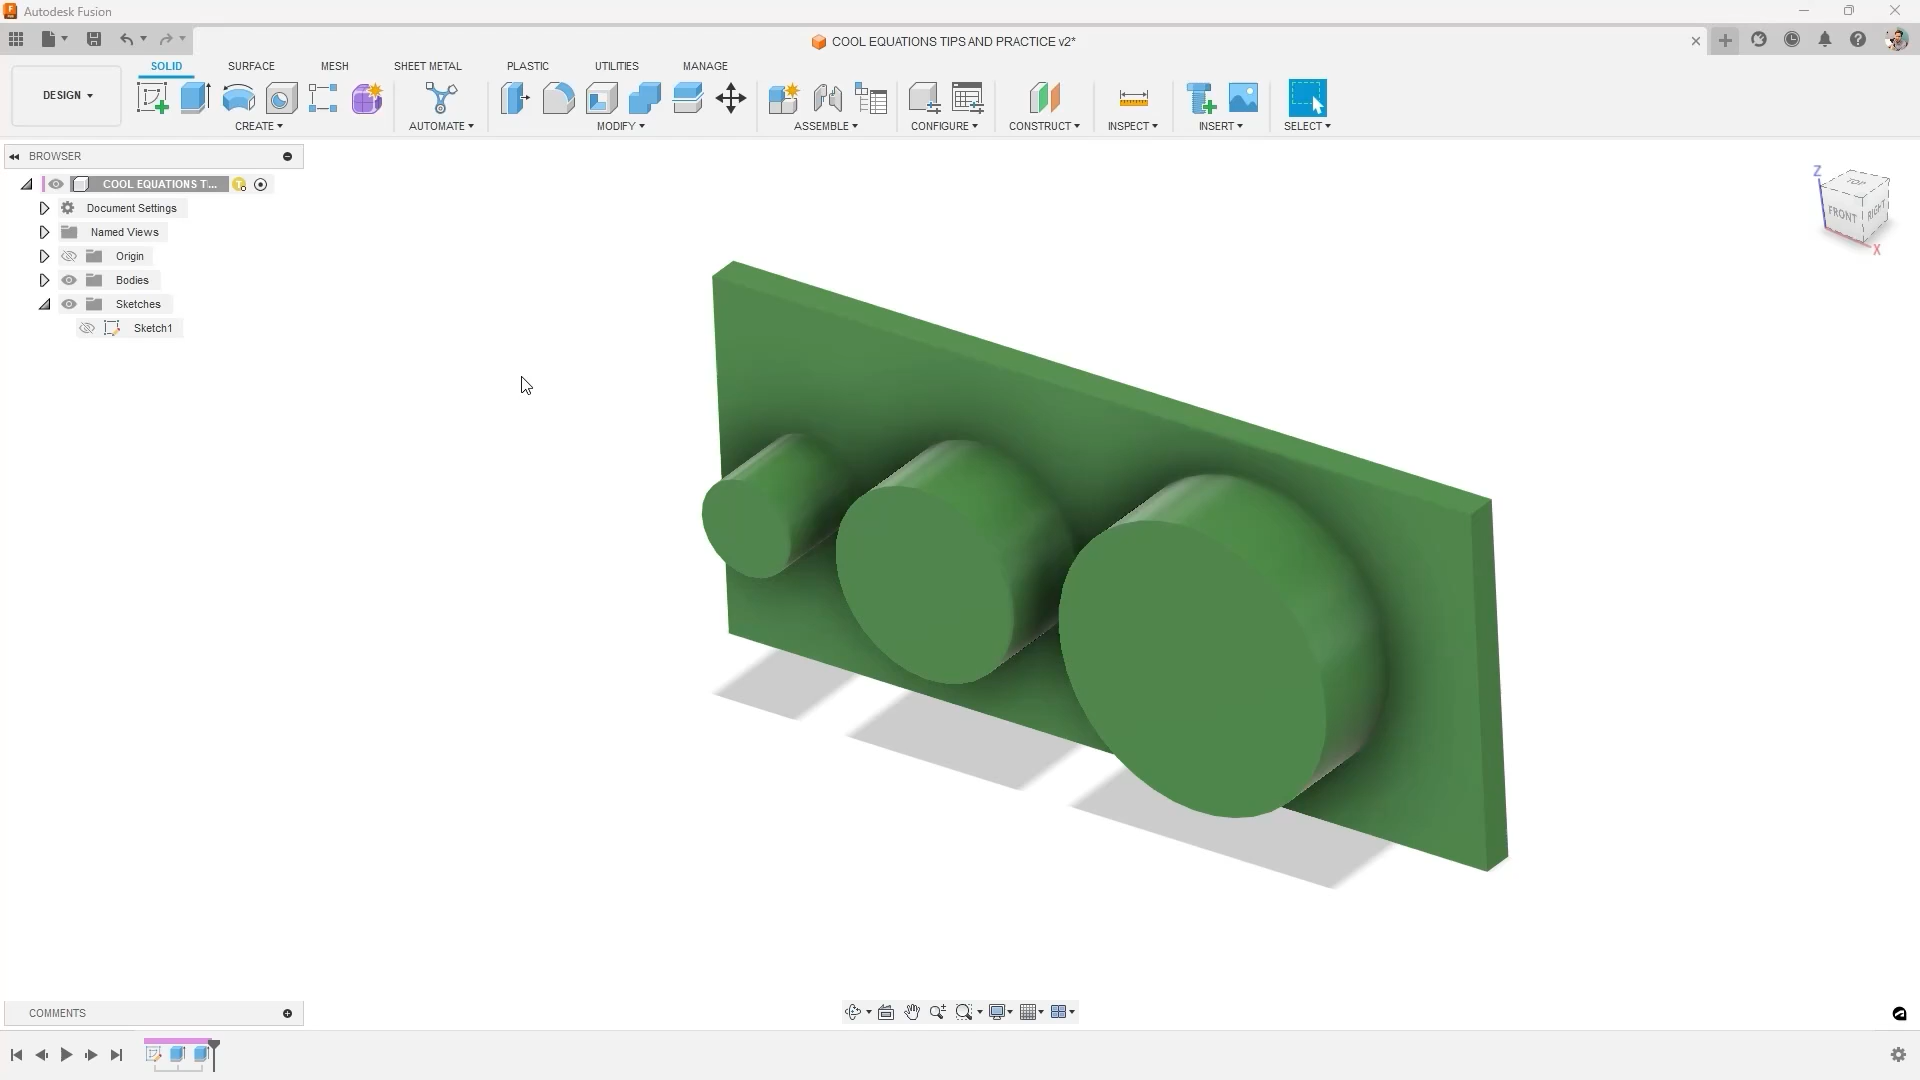 Autodesk Fusion
COOL EQUATIONS TIPS AND PRACTICE v2*
SOLID SURFACE MESH SHEET METAL PLASTIC UTILITIES MANAGE
DESIGN
CREATE AUTOMATE MODIFY ASSEMBLE CONFIGURE CONSTRUCT INSPECT INSERT SELECT
BROWSER
COOL EQUATIONS T...
Document Settings
Named Views
Origin
Bodies
Sketches
Sketch1
Z
TOP
FRONT
RIGHT
X
COMMENTS